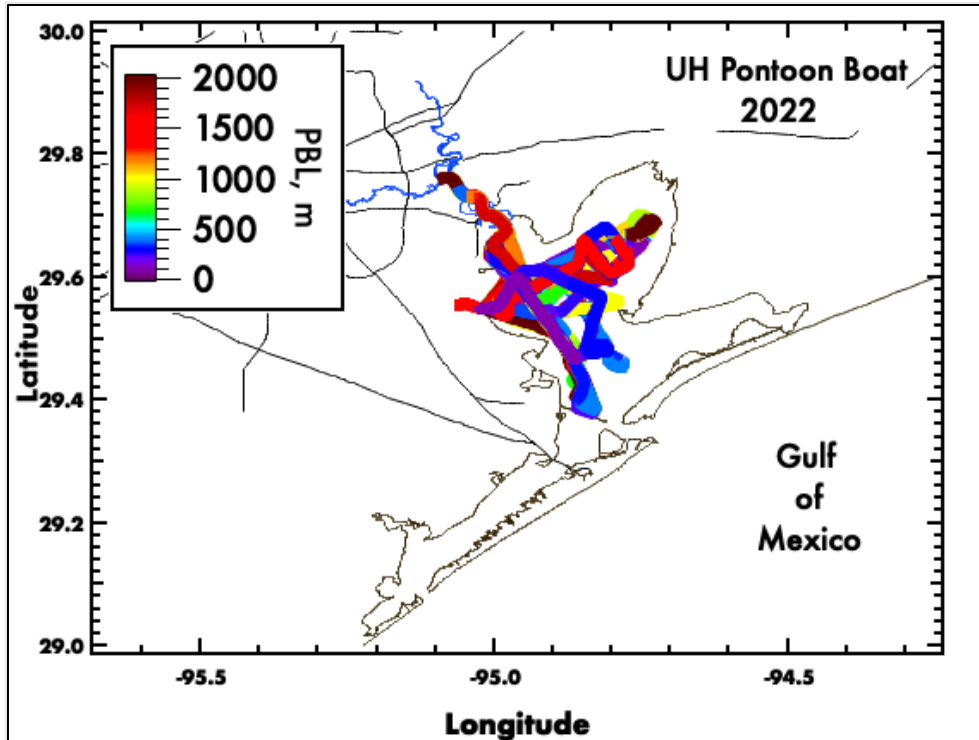 30.0
29.8
29.6
29.4
29.2
29.0
Latitude
2000
1500
1000
500
0
PBL, m
UH Pontoon Boat
2022
Gulf
of
Mexico
-95.5
-95.0
-94.5
Longitude